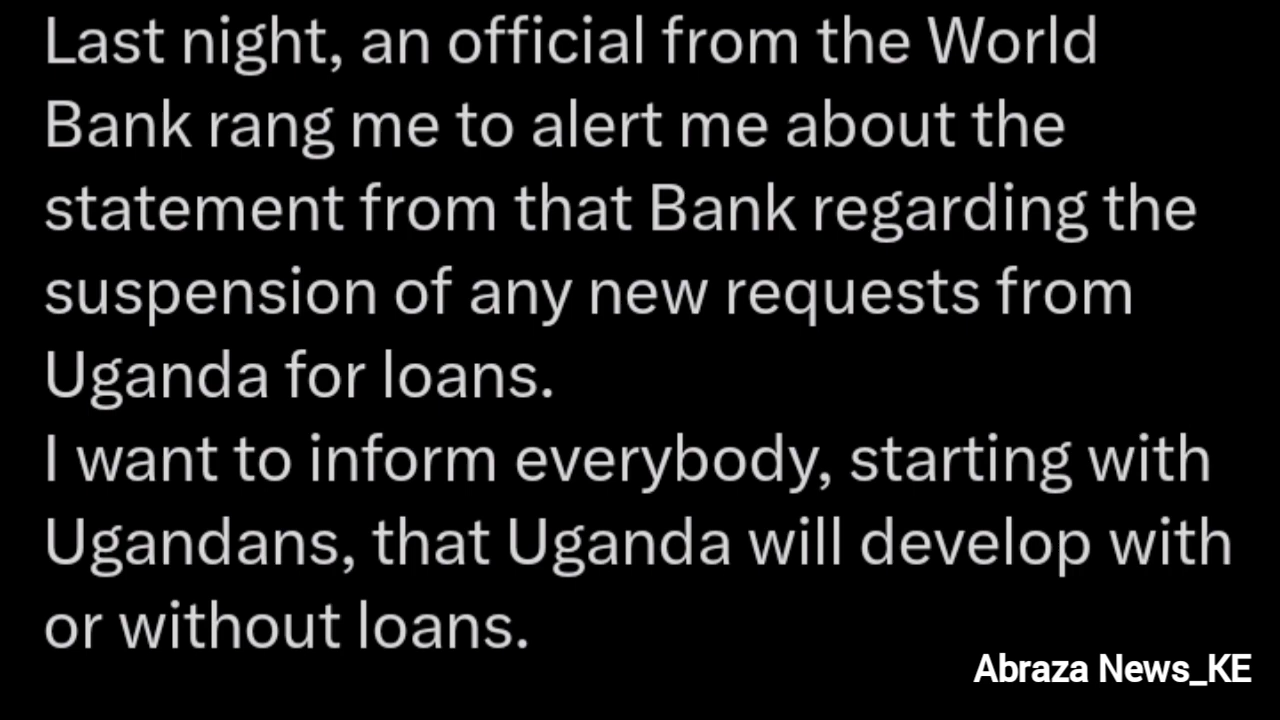 Last night, an official from the World
Bank rang me to alert me about the
statement from that Bank regarding the
suspension of any new requests from
Uganda for loans.
I want to inform everybody, starting with
Ugandans, that Uganda will develop with
or without loans.
Abraza News_KE